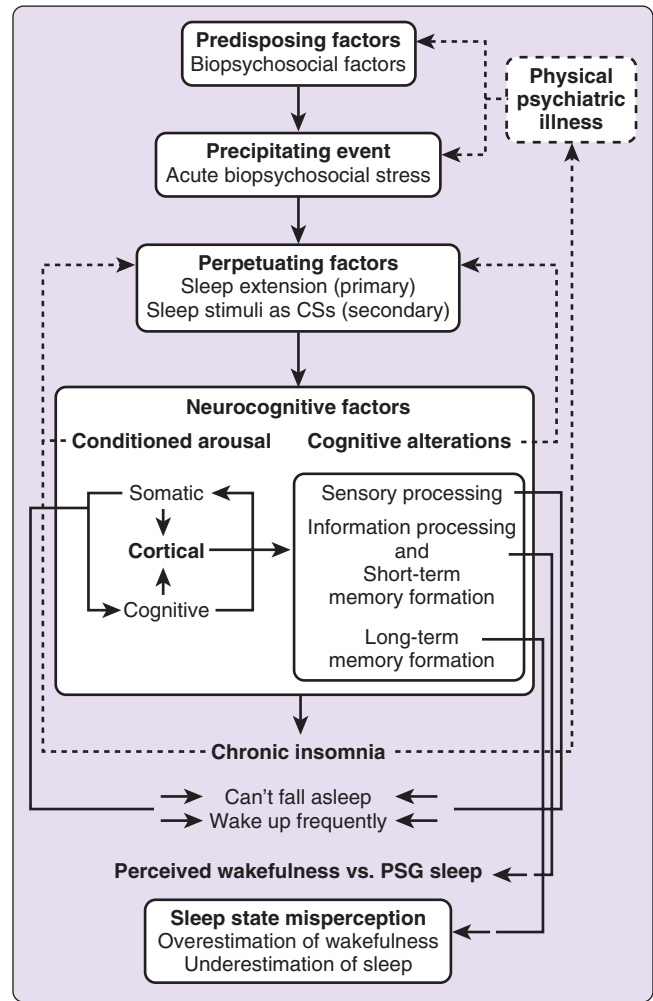 Predisposing factors
Biopsychosocial factors
Physical
psychiatric
illness
Precipitating event
Acute biopsychosocial stress
Perpetuating factors
Sleep extension (primary)
Sleep stimuli as CSs (secondary)
Neurocognitive factors
Conditioned arousal
Cognitive alterations
Somatic
Cortical
Cognitive
Sensory processing
Information processing
and
Short-term
memory formation
Long-term
memory formation
Chronic insomnia
Can't fall asleep
Wake up frequently
Perceived wakefulness vs. PSG sleep
Sleep state misperception
Overestimation of wakefulness
Underestimation of sleep